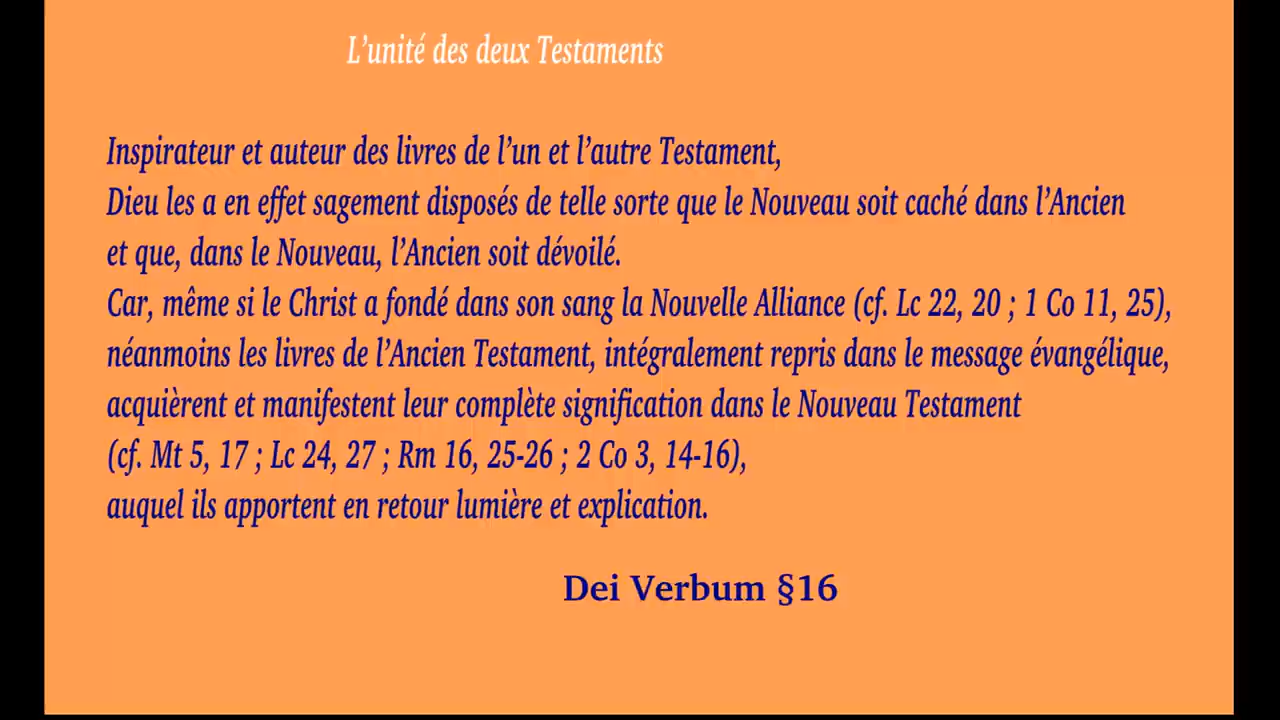 L’unité des deux Testaments
Inspirateur et auteur des livres de l’un et l’autre Testament,
Dieu les a en effet sagement disposés de telle sorte que le Nouveau soit caché dans l’Ancien
et que, dans le Nouveau, l’Ancien soit dévoilé.
Car, même si le Christ a fondé dans son sang la Nouvelle Alliance (cf. Lc 22, 20 ; 1 Co 11, 25),
néanmoins les livres de l’Ancien Testament, intégralement repris dans le message évangélique,
acquièrent et manifestent leur complète signification dans le Nouveau Testament
(cf. Mt 5, 17 ; Lc 24, 27 ; Rm 16, 25-26 ; 2 Co 3, 14-16),
auquel ils apportent en retour lumière et explication.
Dei Verbum §16